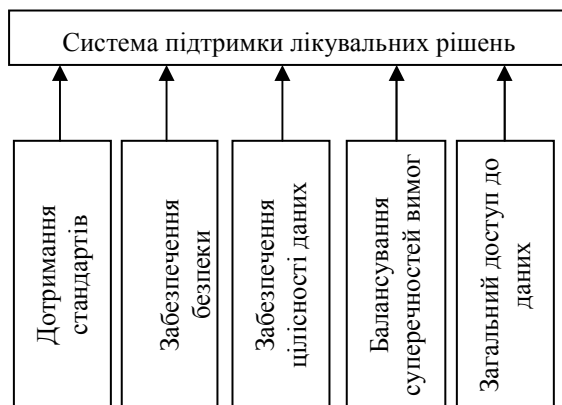 Система підтримки лікувальних рішень
Дотримання
стандартів
Забезпечення
безпеки
Забезпечення
цілісності даних
Балансування
суперечностей вимог
Загальний доступ до
даних